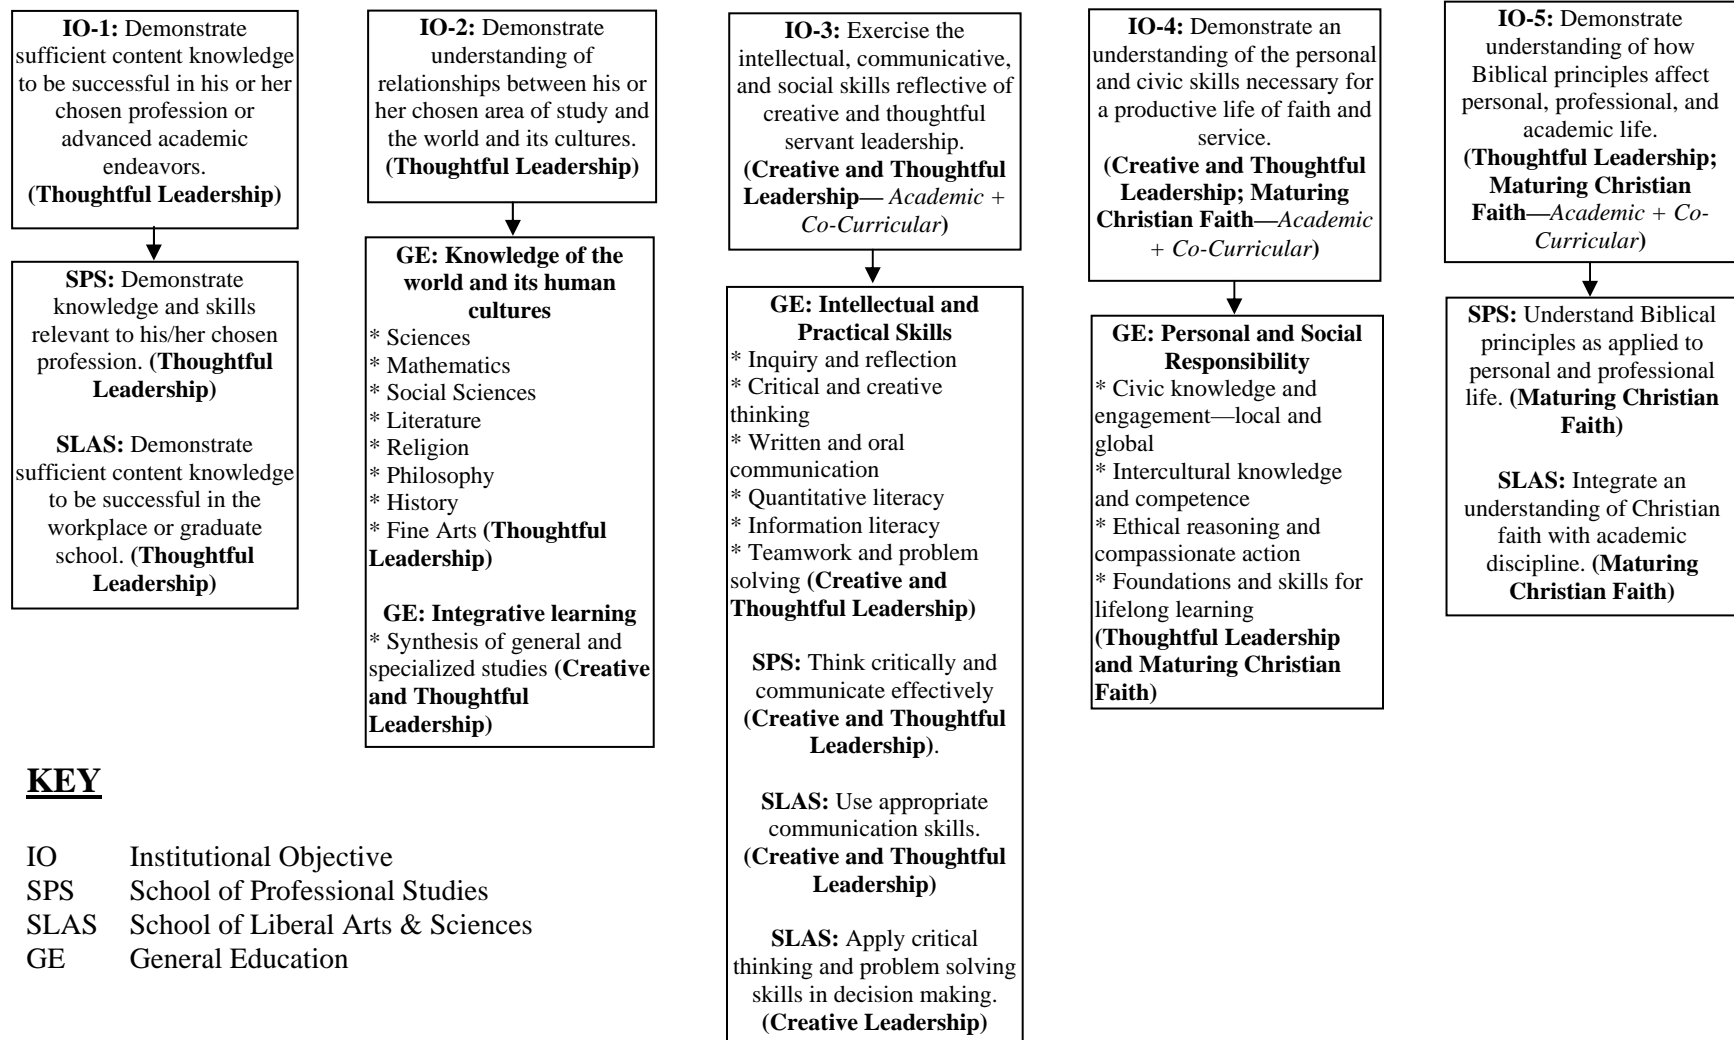 IO-1: Demonstrate
sufficient content knowledge
to be successful in his or her
chosen profession or
advanced academic
endeavors.
(Thoughtful Leadership)
SPS: Demonstrate
knowledge and skills
relevant to his/her chosen
profession. (Thoughtful
Leadership)
SLAS: Demonstrate
sufficient content knowledge
to be successful in the
workplace or graduate
school. (Thoughtful
Leadership)
IO-2: Demonstrate
understanding of
relationships between his or
her chosen area of study and
the world and its cultures.
(Thoughtful Leadership)
GE: Knowledge of the
world and its human
cultures
* Sciences
* Mathematics
* Social Sciences
* Literature
* Religion
* Philosophy
* History
* Fine Arts (Thoughtful
Leadership)
GE: Integrative learning
* Synthesis of general and
specialized studies (Creative
and Thoughtful
Leadership)
IO-3: Exercise the
intellectual, communicative,
and social skills reflective of
creative and thoughtful
servant leadership.
(Creative and Thoughtful
Leadership— Academic +
Co-Curricular)
GE: Intellectual and
Practical Skills
* Inquiry and reflection
* Critical and creative
thinking
* Written and oral
communication
* Quantitative literacy
* Information literacy
* Teamwork and problem
solving (Creative and
Thoughtful Leadership)
SPS: Think critically and
communicate effectively
(Creative and Thoughtful
Leadership).
SLAS: Use appropriate
communication skills.
(Creative and Thoughtful
Leadership)
SLAS: Apply critical
thinking and problem solving
skills in decision making.
(Creative Leadership)
IO-4: Demonstrate an
understanding of the personal
and civic skills necessary for
a productive life of faith and
service.
(Creative and Thoughtful
Leadership; Maturing
Christian Faith—Academic
+ Co-Curricular)
GE: Personal and Social
Responsibility
* Civic knowledge and
engagement—local and
global
* Intercultural knowledge
and competence
* Ethical reasoning and
compassionate action
* Foundations and skills for
lifelong learning
(Thoughtful Leadership
and Maturing Christian
Faith)
IO-5: Demonstrate
understanding of how
Biblical principles affect
personal, professional, and
academic life.
(Thoughtful Leadership;
Maturing Christian
Faith—Academic + Co-
Curricular)
SPS: Understand Biblical
principles as applied to
personal and professional
life. (Maturing Christian
Faith)
SLAS: Integrate an
understanding of Christian
faith with academic
discipline. (Maturing
Christian Faith)
KEY
IO Institutional Objective
SPS School of Professional Studies
SLAS School of Liberal Arts & Sciences
GE General Education